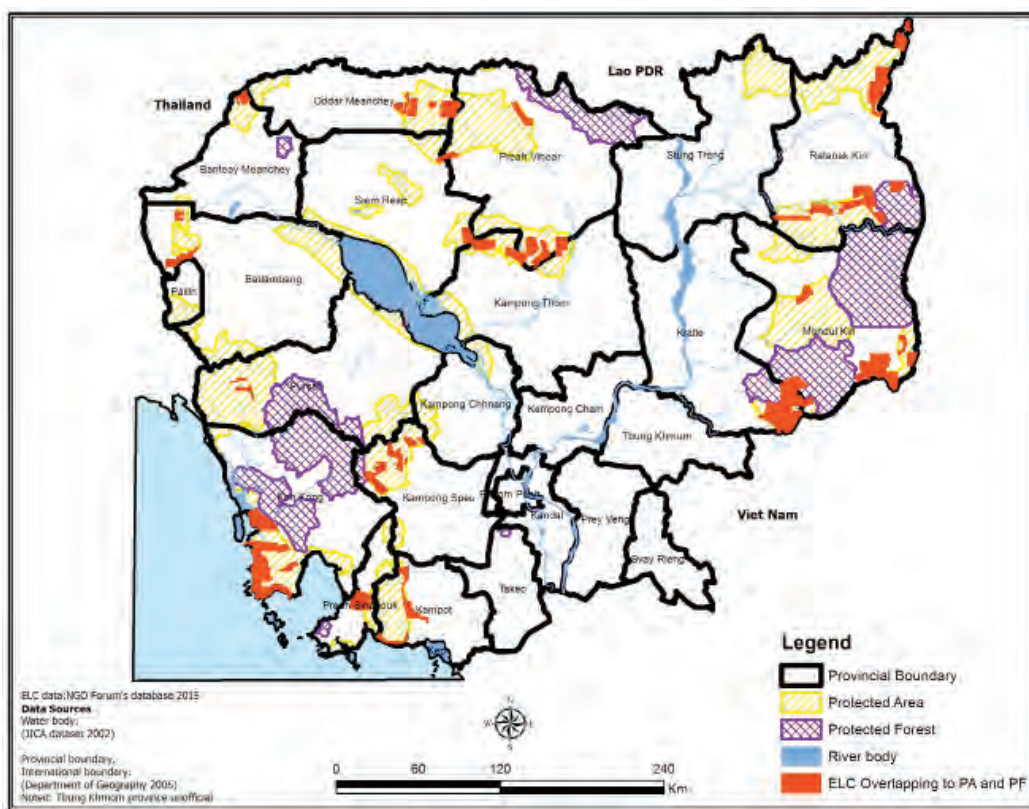 Lao PDR
Thailand
Oddar Meanchey
Preah Vihear
Stung Treng
Ratanak Kiri
Banteay Meanchey
Siem Reap
Battambang
Pailin
Kampong Thom
Kratie
Mondul Kiri
Pursat
Kampong Chhnang
Kampong Cham
Tbung Khmum
Koh Kong
Kampong Speu
Phnom Penh
Kandal
Prey Veng
Viet Nam
Svay Rieng
Takeo
Preah Sihanouk
Kampot
Legend
Provincial Boundary
Protected Area
Protected Forest
River body
ELC Overlapping to PA and PF
ELC data:NGO Forum's database 2015
Data Sources
Water body:
(JICA datases 2002)
Provincial boundary,
International boundary:
(Department of Geography 2005)
Noted: Tbung Khmom province unofficial
N
W
E
S
0 60 120 240
Km